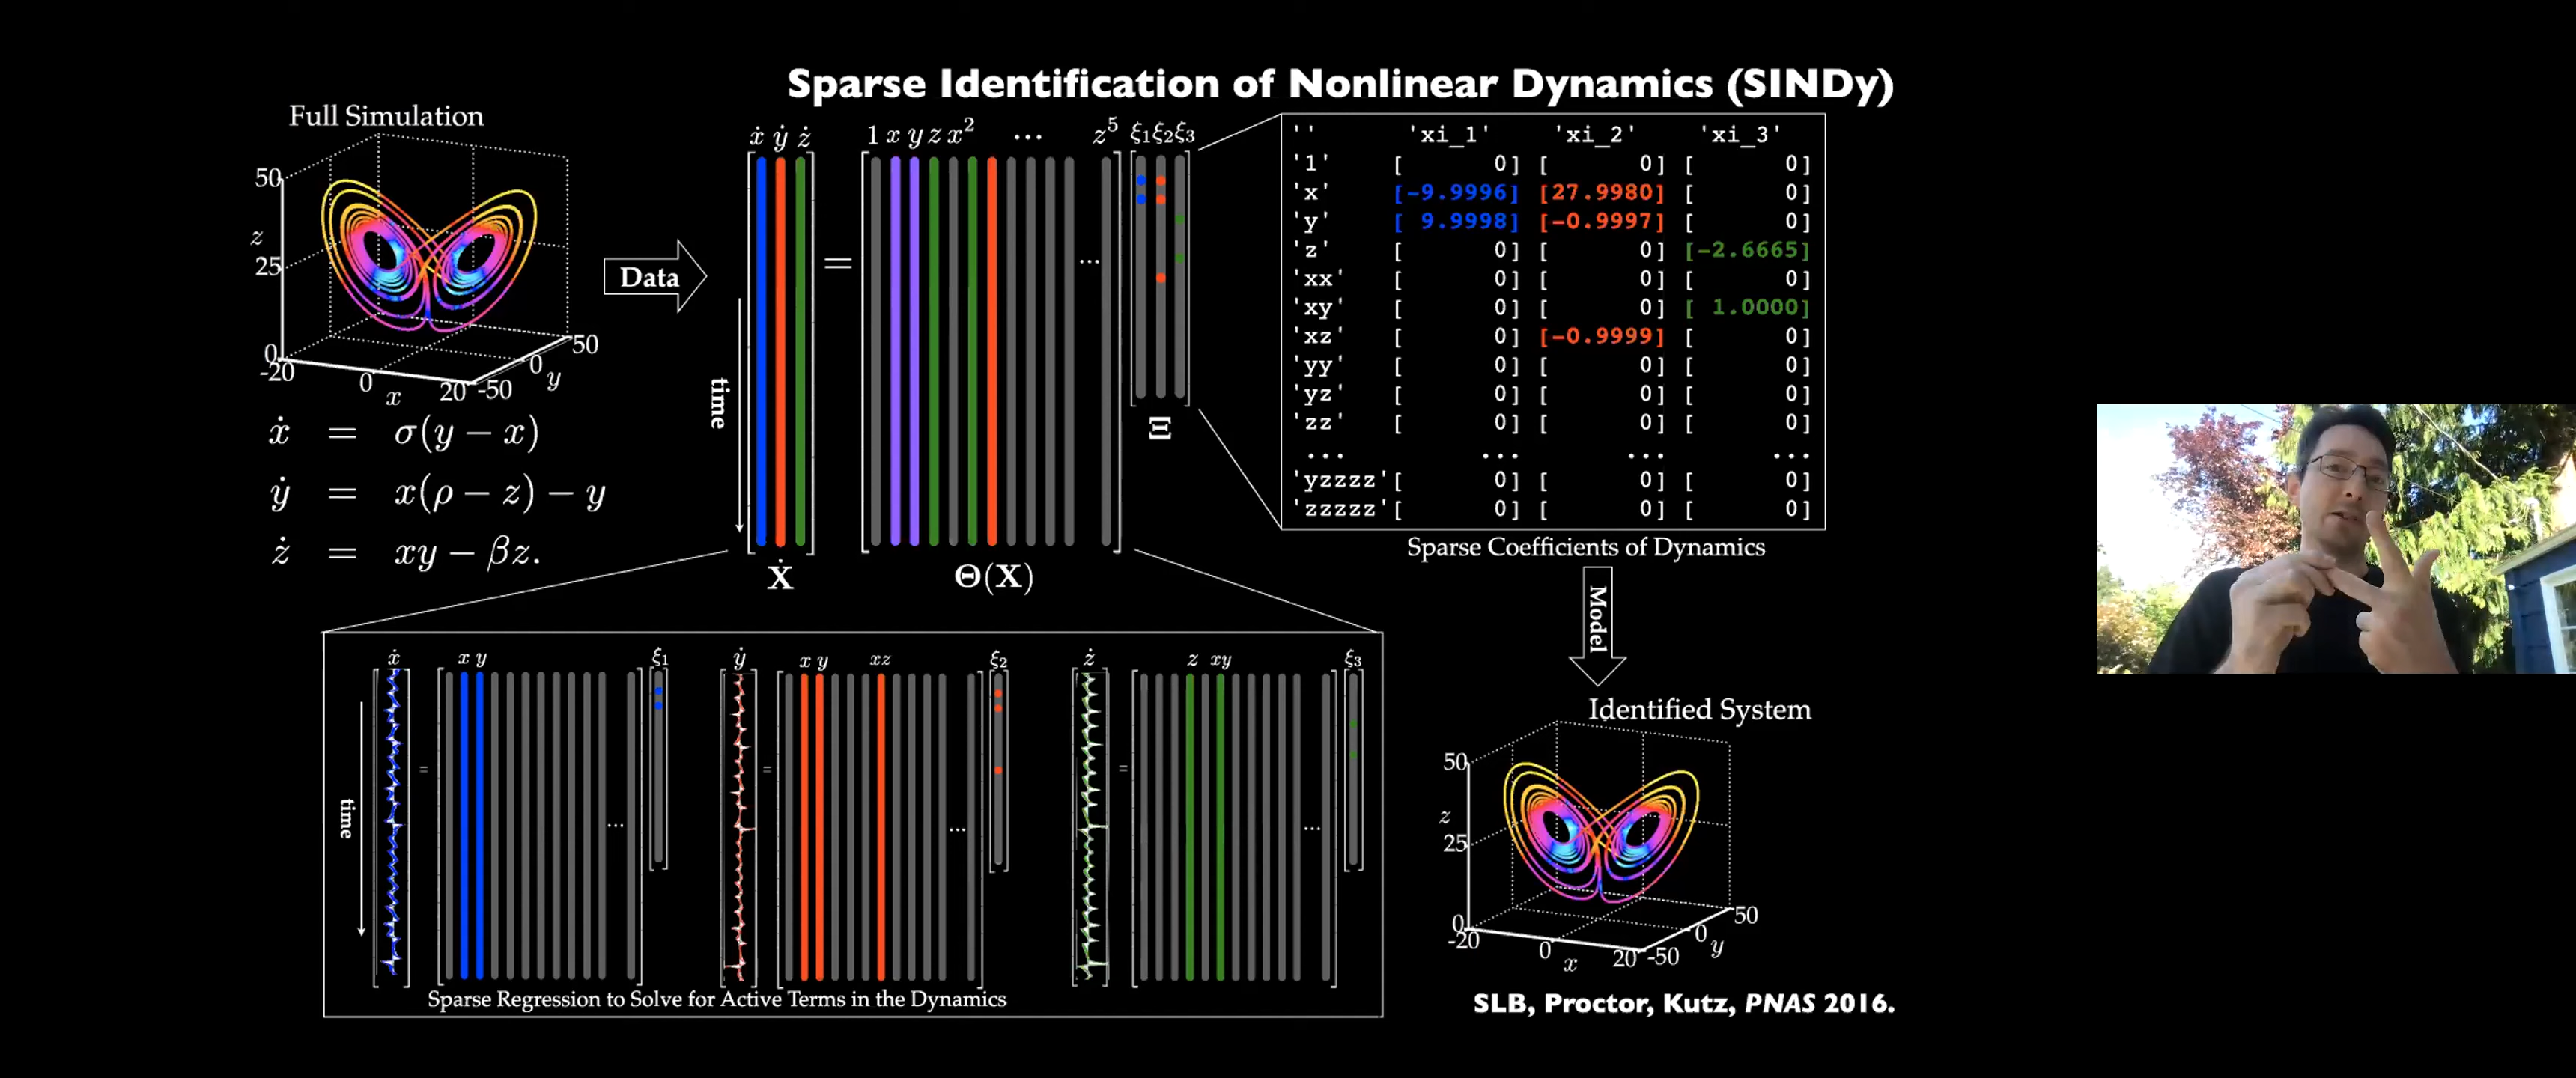 Sparse Identification of Nonlinear Dynamics (SINDy)
Full Simulation
50
25
0
z
-20
0
20
x
-50
0
50
y
ẋ = σ(y − x)
ẏ = x(ρ − z) − y
ż = xy − βz.
Data
time
ẋ ẏ ż
Ẋ
=
1 x y z x² ... z⁵
...
Θ(X)
ξ₁ ξ₂ ξ₃
Ξ
'' 'xi_1' 'xi_2' 'xi_3'
'1' [ 0] [ 0] [ 0]
'x' [-9.9996] [27.9980] [ 0]
'y' [ 9.9998] [-0.9997] [ 0]
'z' [ 0] [ 0] [-2.6665]
'xx' [ 0] [ 0] [ 0]
'xy' [ 0] [ 0] [ 1.0000]
'xz' [ 0] [-0.9999] [ 0]
'yy' [ 0] [ 0] [ 0]
'yz' [ 0] [ 0] [ 0]
'zz' [ 0] [ 0] [ 0]
... ... ... ...
'yzzzz' [ 0] [ 0] [ 0]
'zzzzz' [ 0] [ 0] [ 0]
Sparse Coefficients of Dynamics
Model
time
ẋ = x y ... ξ₁
ẏ = x y xz ... ξ₂
ż = z xy ... ξ₃
Sparse Regression to Solve for Active Terms in the Dynamics
Identified System
50
25
0
z
-20
0
20
x
-50
0
50
y
SLB, Proctor, Kutz, PNAS 2016.